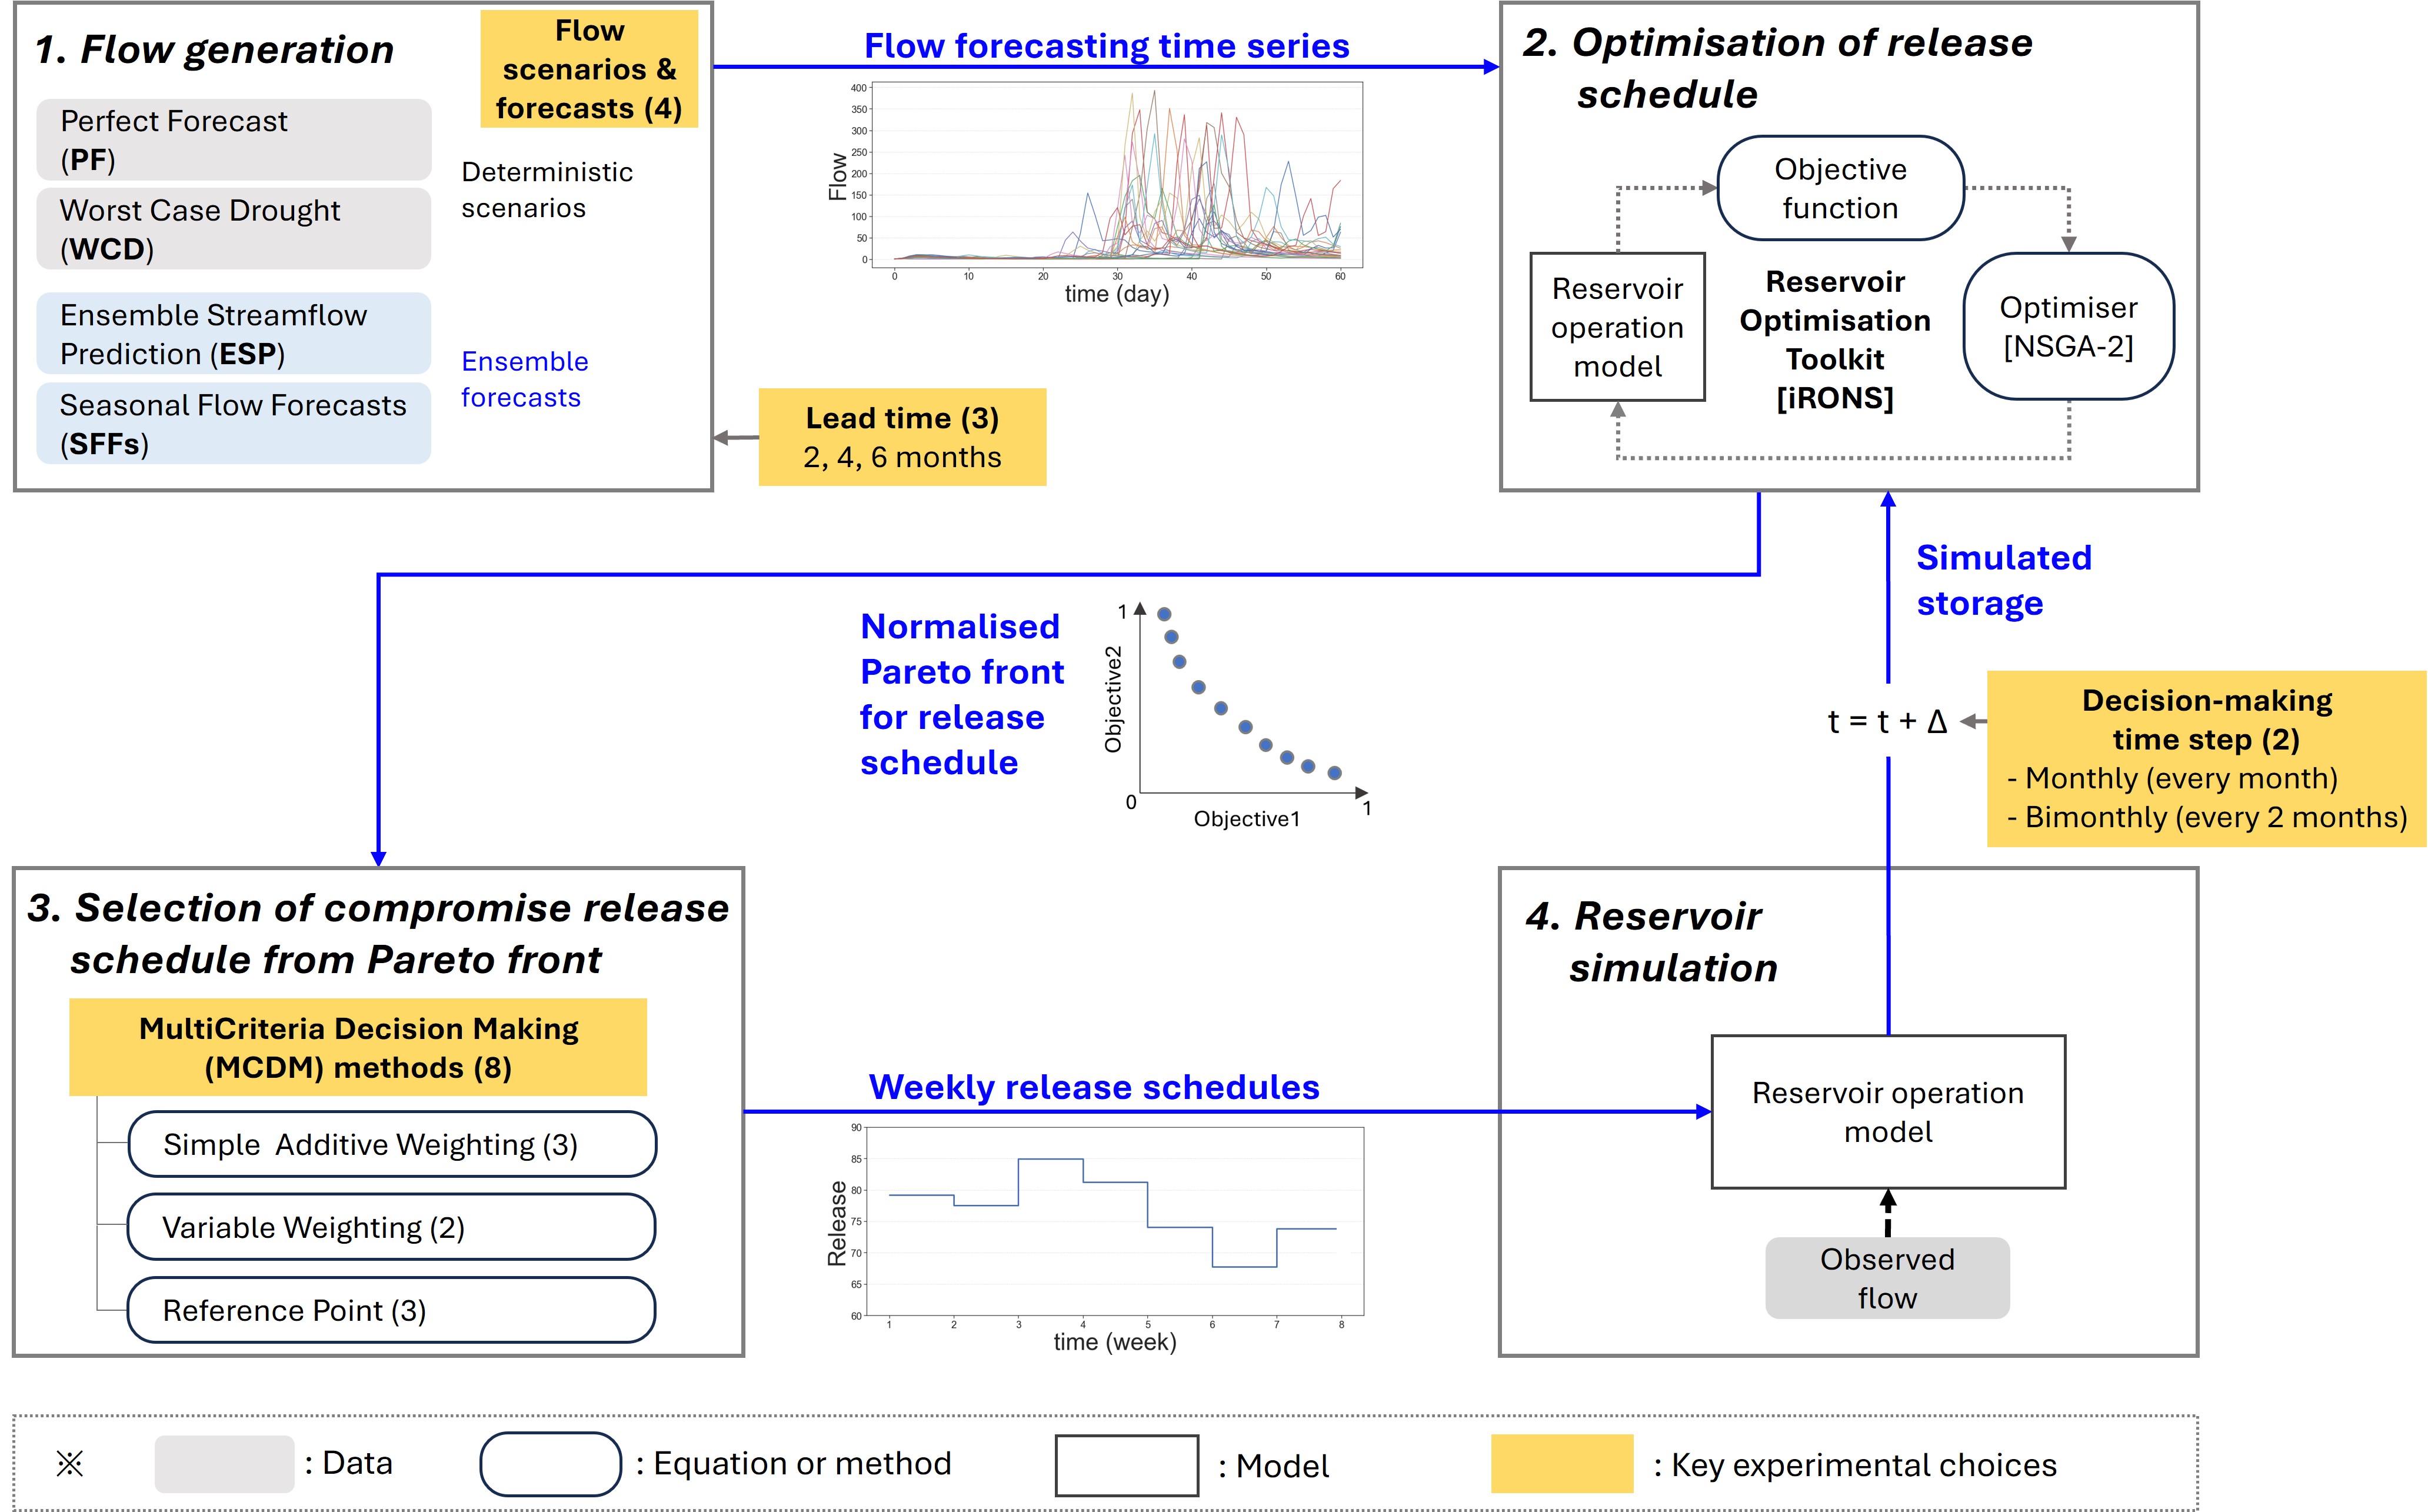 1. Flow generation
Flow
scenarios &
forecasts (4)
Perfect Forecast
(PF)
Worst Case Drought
(WCD)
Deterministic
scenarios
Ensemble Streamflow
Prediction (ESP)
Seasonal Flow Forecasts
(SFFs)
Ensemble
forecasts
Lead time (3)
2, 4, 6 months
Flow forecasting time series
400
350
300
250
200
150
100
50
0
Flow
0 10 20 30 40 50 60
time (day)
2. Optimisation of release
schedule
Objective
function
Reservoir
operation
model
Reservoir
Optimisation
Toolkit
[iRONS]
Optimiser
[NSGA-2]
Normalised
Pareto front
for release
schedule
1
Objective2
0
Objective1
1
Simulated
storage
t = t + Δ
Decision-making
time step (2)
- Monthly (every month)
- Bimonthly (every 2 months)
3. Selection of compromise release
schedule from Pareto front
MultiCriteria Decision Making
(MCDM) methods (8)
Simple Additive Weighting (3)
Variable Weighting (2)
Reference Point (3)
Weekly release schedules
90
85
80
75
70
65
60
Release
1 2 3 4 5 6 7 8
time (week)
4. Reservoir
simulation
Reservoir operation
model
Observed
flow
※ : Data : Equation or method : Model : Key experimental choices